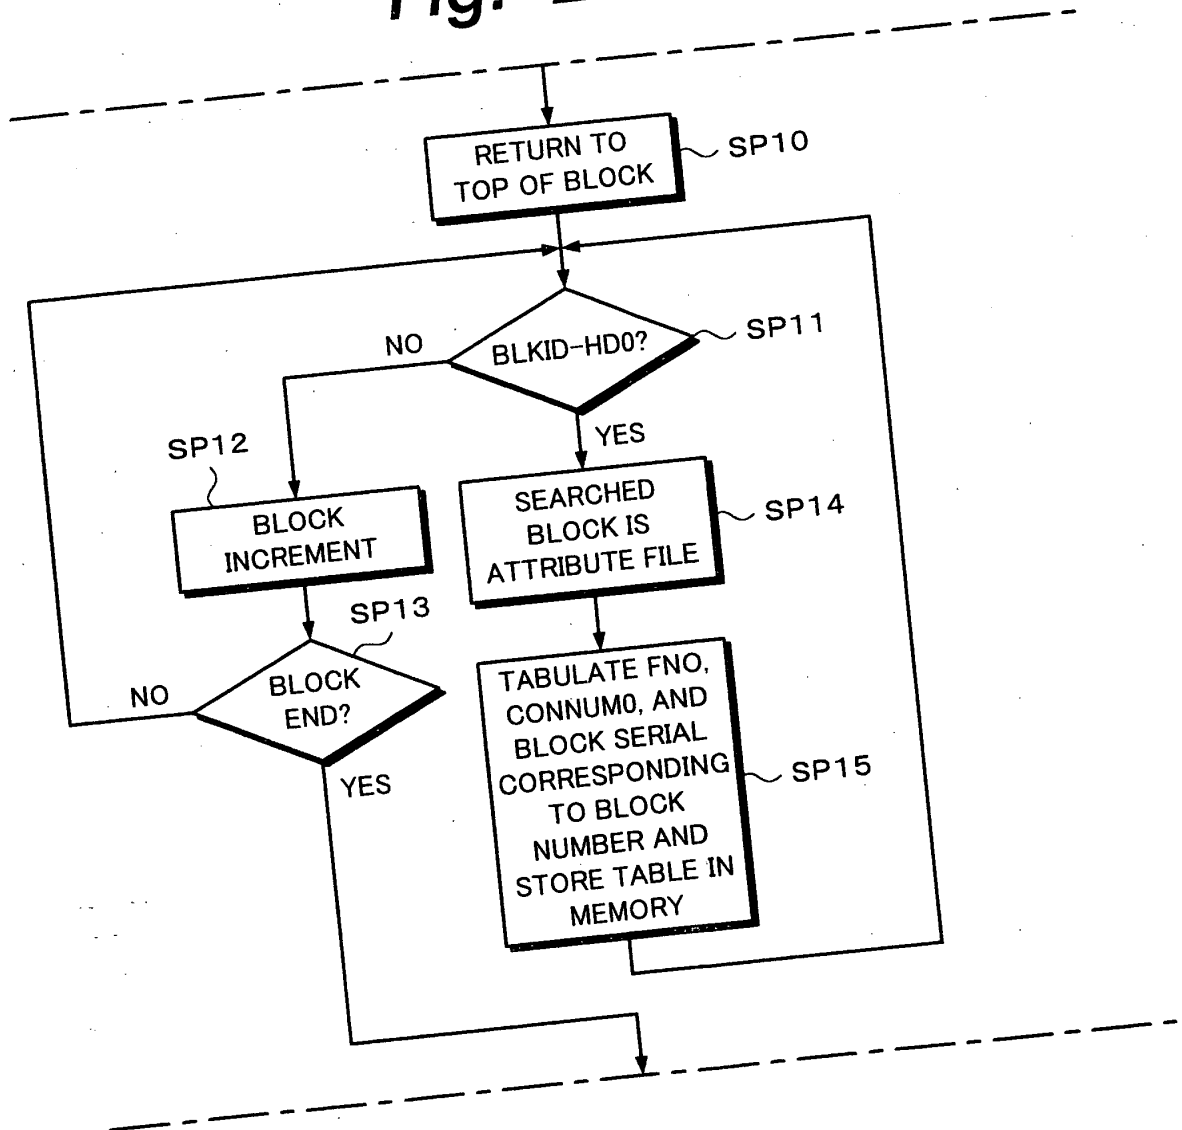 Fig.
RETURN TO
TOP OF BLOCK
SP10
BLKID-HD0?
SP11
NO
YES
SP12
BLOCK
INCREMENT
SEARCHED
BLOCK IS
ATTRIBUTE FILE
SP14
SP13
BLOCK
END?
NO
YES
TABULATE FNO,
CONNUM0, AND
BLOCK SERIAL
CORRESPONDING
TO BLOCK
NUMBER AND
STORE TABLE IN
MEMORY
SP15